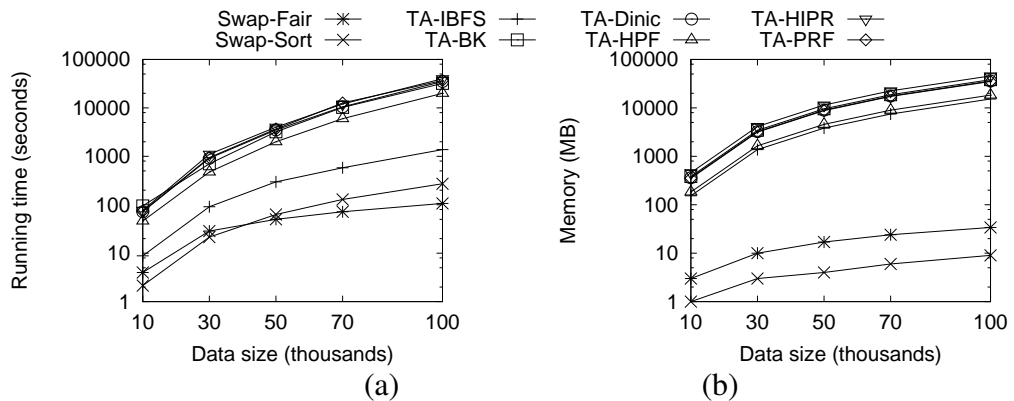 Swap-Fair TA-IBFS TA-Dinic TA-HIPR
Swap-Sort TA-BK TA-HPF TA-PRF
Running time (seconds)
100000
10000
1000
100
10
1
10 30 50 70 100
Data size (thousands)
(a)
Memory (MB)
100000
10000
1000
100
10
1
10 30 50 70 100
Data size (thousands)
(b)